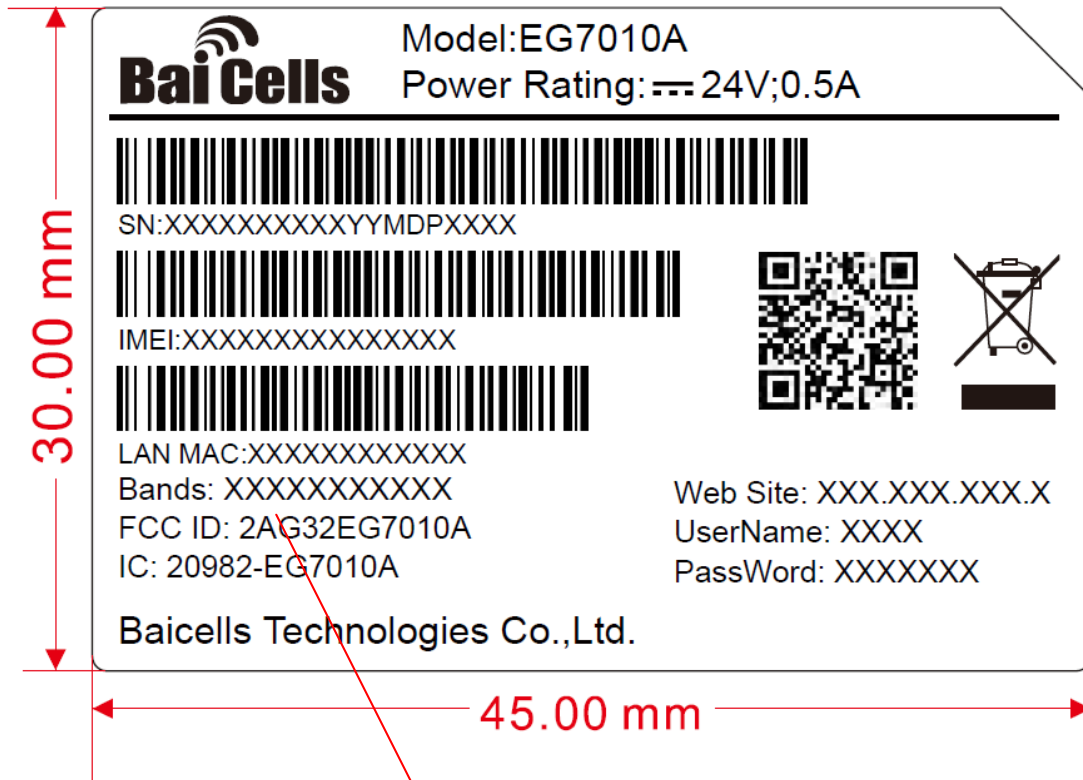 Bai Cells
Model:EG7010A
Power Rating: 24V;0.5A
SN:XXXXXXXXXXYYMDPXXXX
IMEI:XXXXXXXXXXXXXXX
LAN MAC:XXXXXXXXXXXX
Bands: XXXXXXXXXXX
FCC ID: 2AG32EG7010A
IC: 20982-EG7010A
Web Site: XXX.XXX.XXX.X
UserName: XXXX
PassWord: XXXXXXX
Baicells Technologies Co.,Ltd.
30.00 mm
45.00 mm